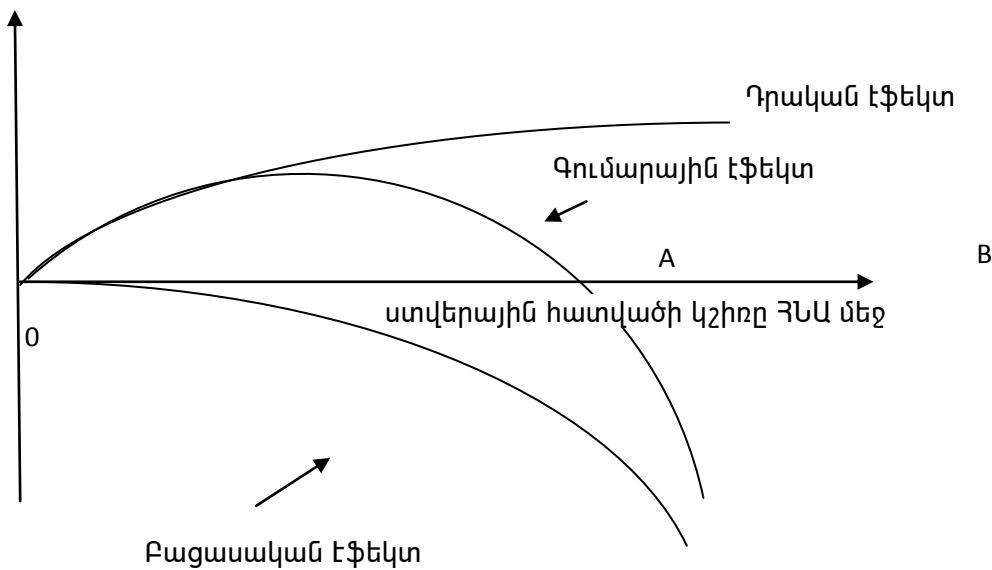 Դրական էֆեկտ
Գումարային էֆեկտ
A
B
ստվերային հատվածի կշիռը ՀՆԱ մեջ
0
Բացասական էֆեկտ